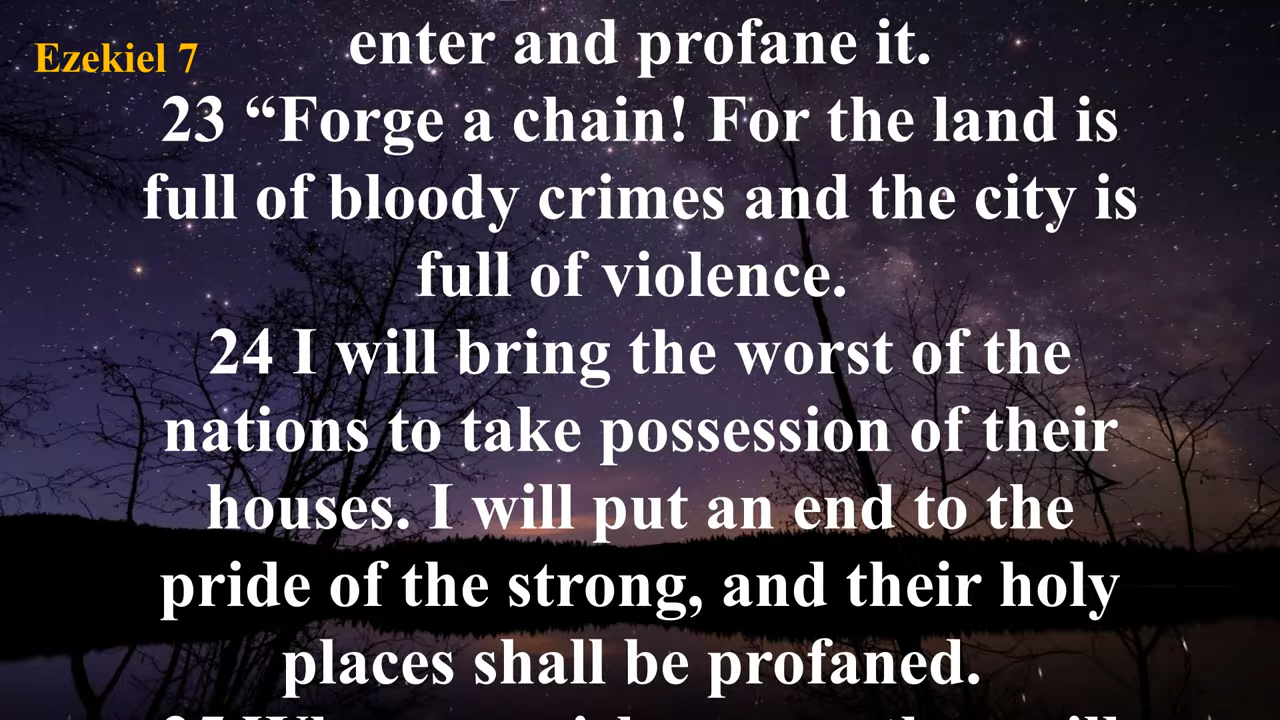 Ezekiel 7
enter and profane it.
23 “Forge a chain! For the land is
full of bloody crimes and the city is
full of violence.
24 I will bring the worst of the
nations to take possession of their
houses. I will put an end to the
pride of the strong, and their holy
places shall be profaned.